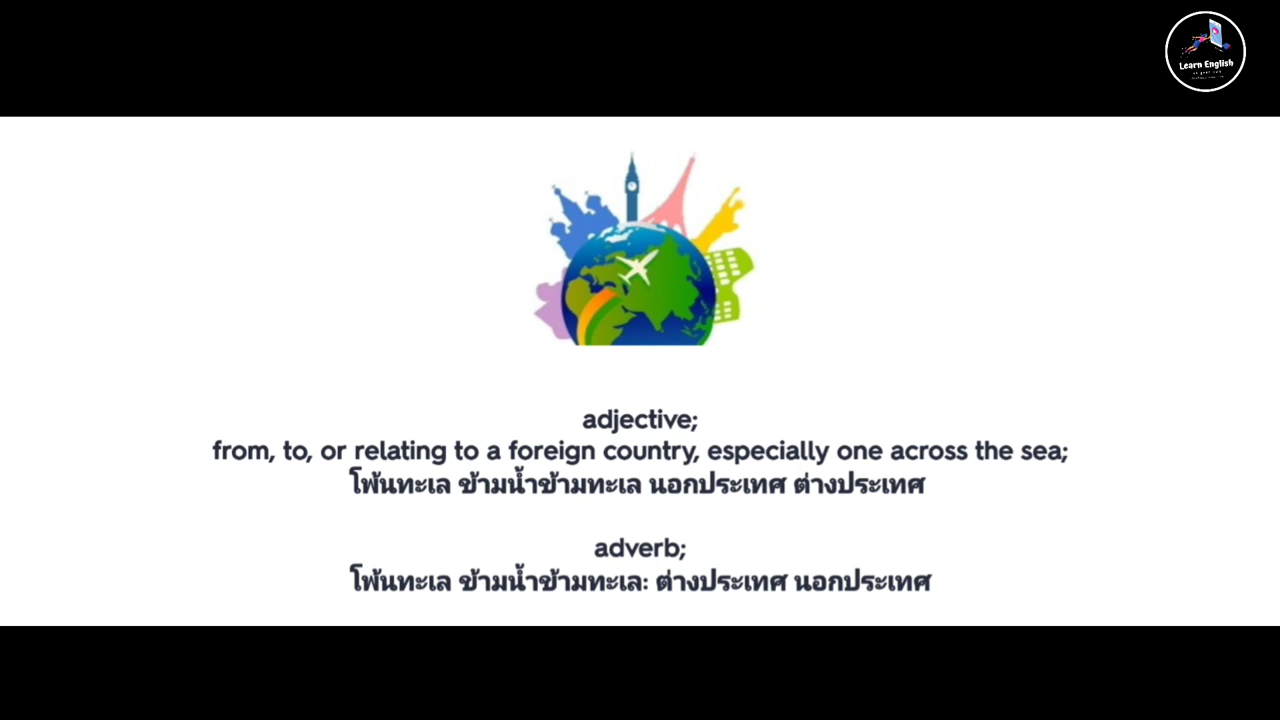 Learn English
adjective;
from, to, or relating to a foreign country, especially one across the sea;
โพ้นทะเล ข้ามน้ำข้ามทะเล นอกประเทศ ต่างประเทศ
adverb;
โพ้นทะเล ข้ามน้ำข้ามทะเล: ต่างประเทศ นอกประเทศ